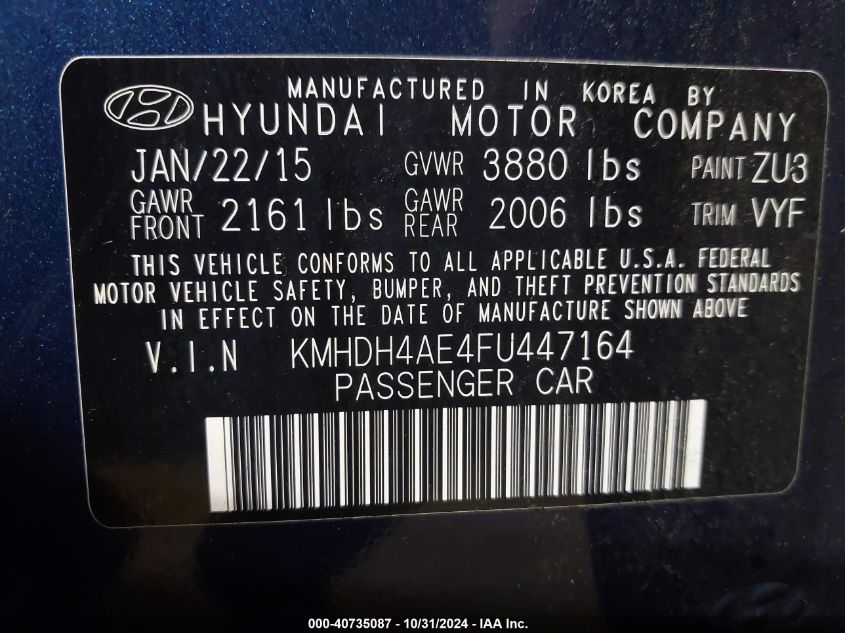 MANUFACTURED IN KOREA BY
HYUNDAI MOTOR COMPANY
JAN/22/15 GVWR 3880 lbs PAINT ZU3
GAWR FRONT 2161 lbs GAWR REAR 2006 lbs TRIM VYF
THIS VEHICLE CONFORMS TO ALL APPLICABLE U.S.A. FEDERAL
MOTOR VEHICLE SAFETY, BUMPER, AND THEFT PREVENTION STANDARDS
IN EFFECT ON THE DATE OF MANUFACTURE SHOWN ABOVE
V.I.N KMHDH4AE4FU447164
PASSENGER CAR
000-40735087 - 10/31/2024 - IAA Inc.